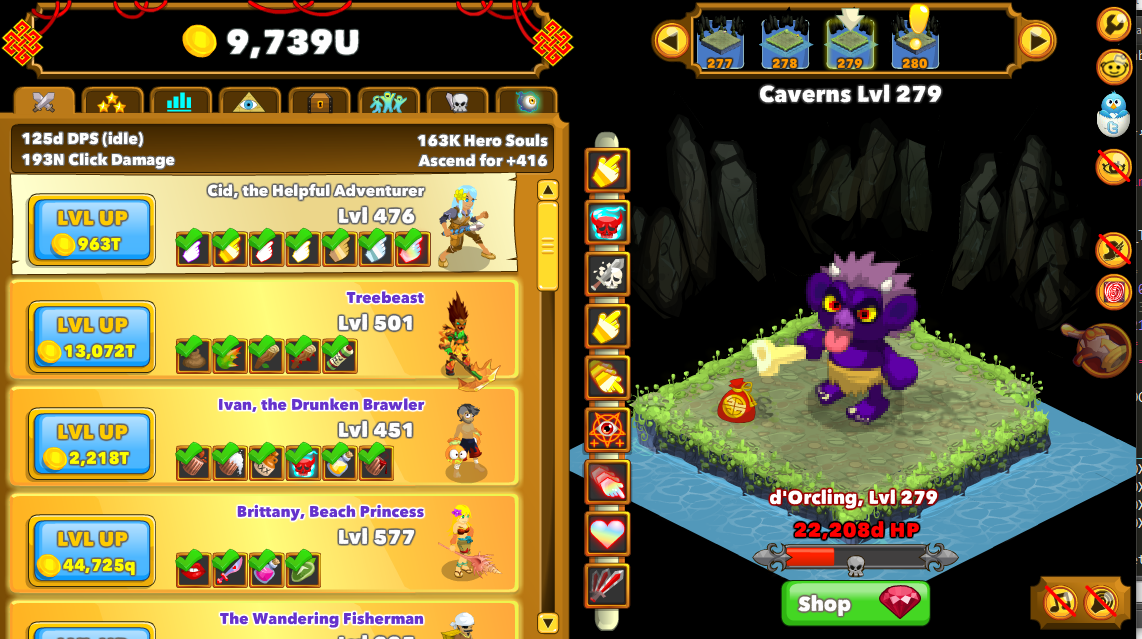 9,739U
277 278 279 280
Caverns Lvl 279
125d DPS (idle)
193N Click Damage
163K Hero Souls
Ascend for +416
Cid, the Helpful Adventurer
LVL UP
Lvl 476
963T
Treebeast
LVL UP
Lvl 501
13,072T
Ivan, the Drunken Brawler
LVL UP
Lvl 451
2,218T
Brittany, Beach Princess
LVL UP
Lvl 577
44,725q
The Wandering Fisherman
d'Orcling, Lvl 279
22,208d HP
Shop